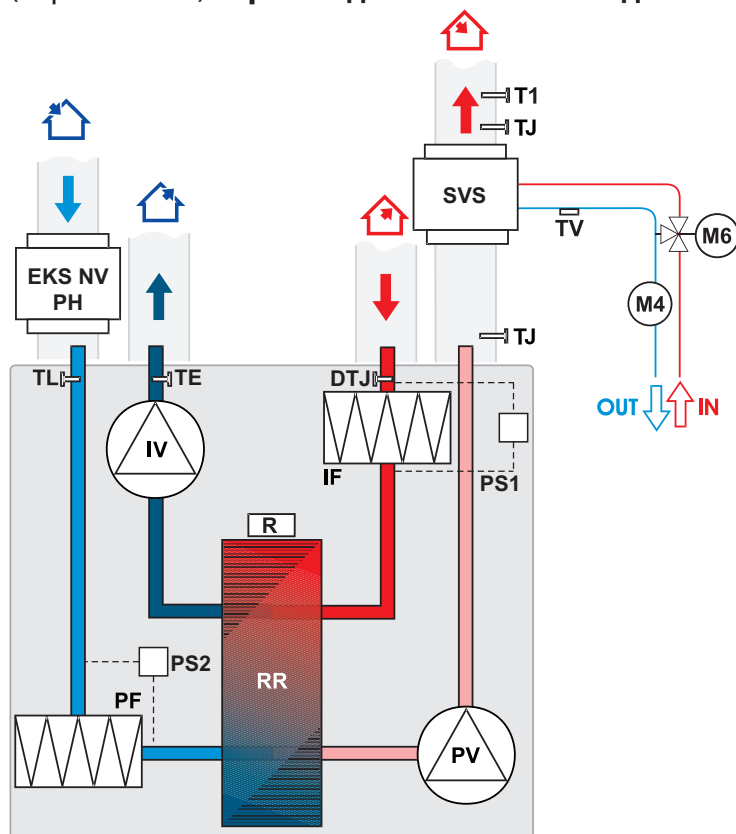 T1
TJ
SVS
TV
M6
EKS NV
PH
M4
TJ
TL
TE
DTJ
OUT
IN
IV
IF
PS1
R
PS2
RR
PF
PV